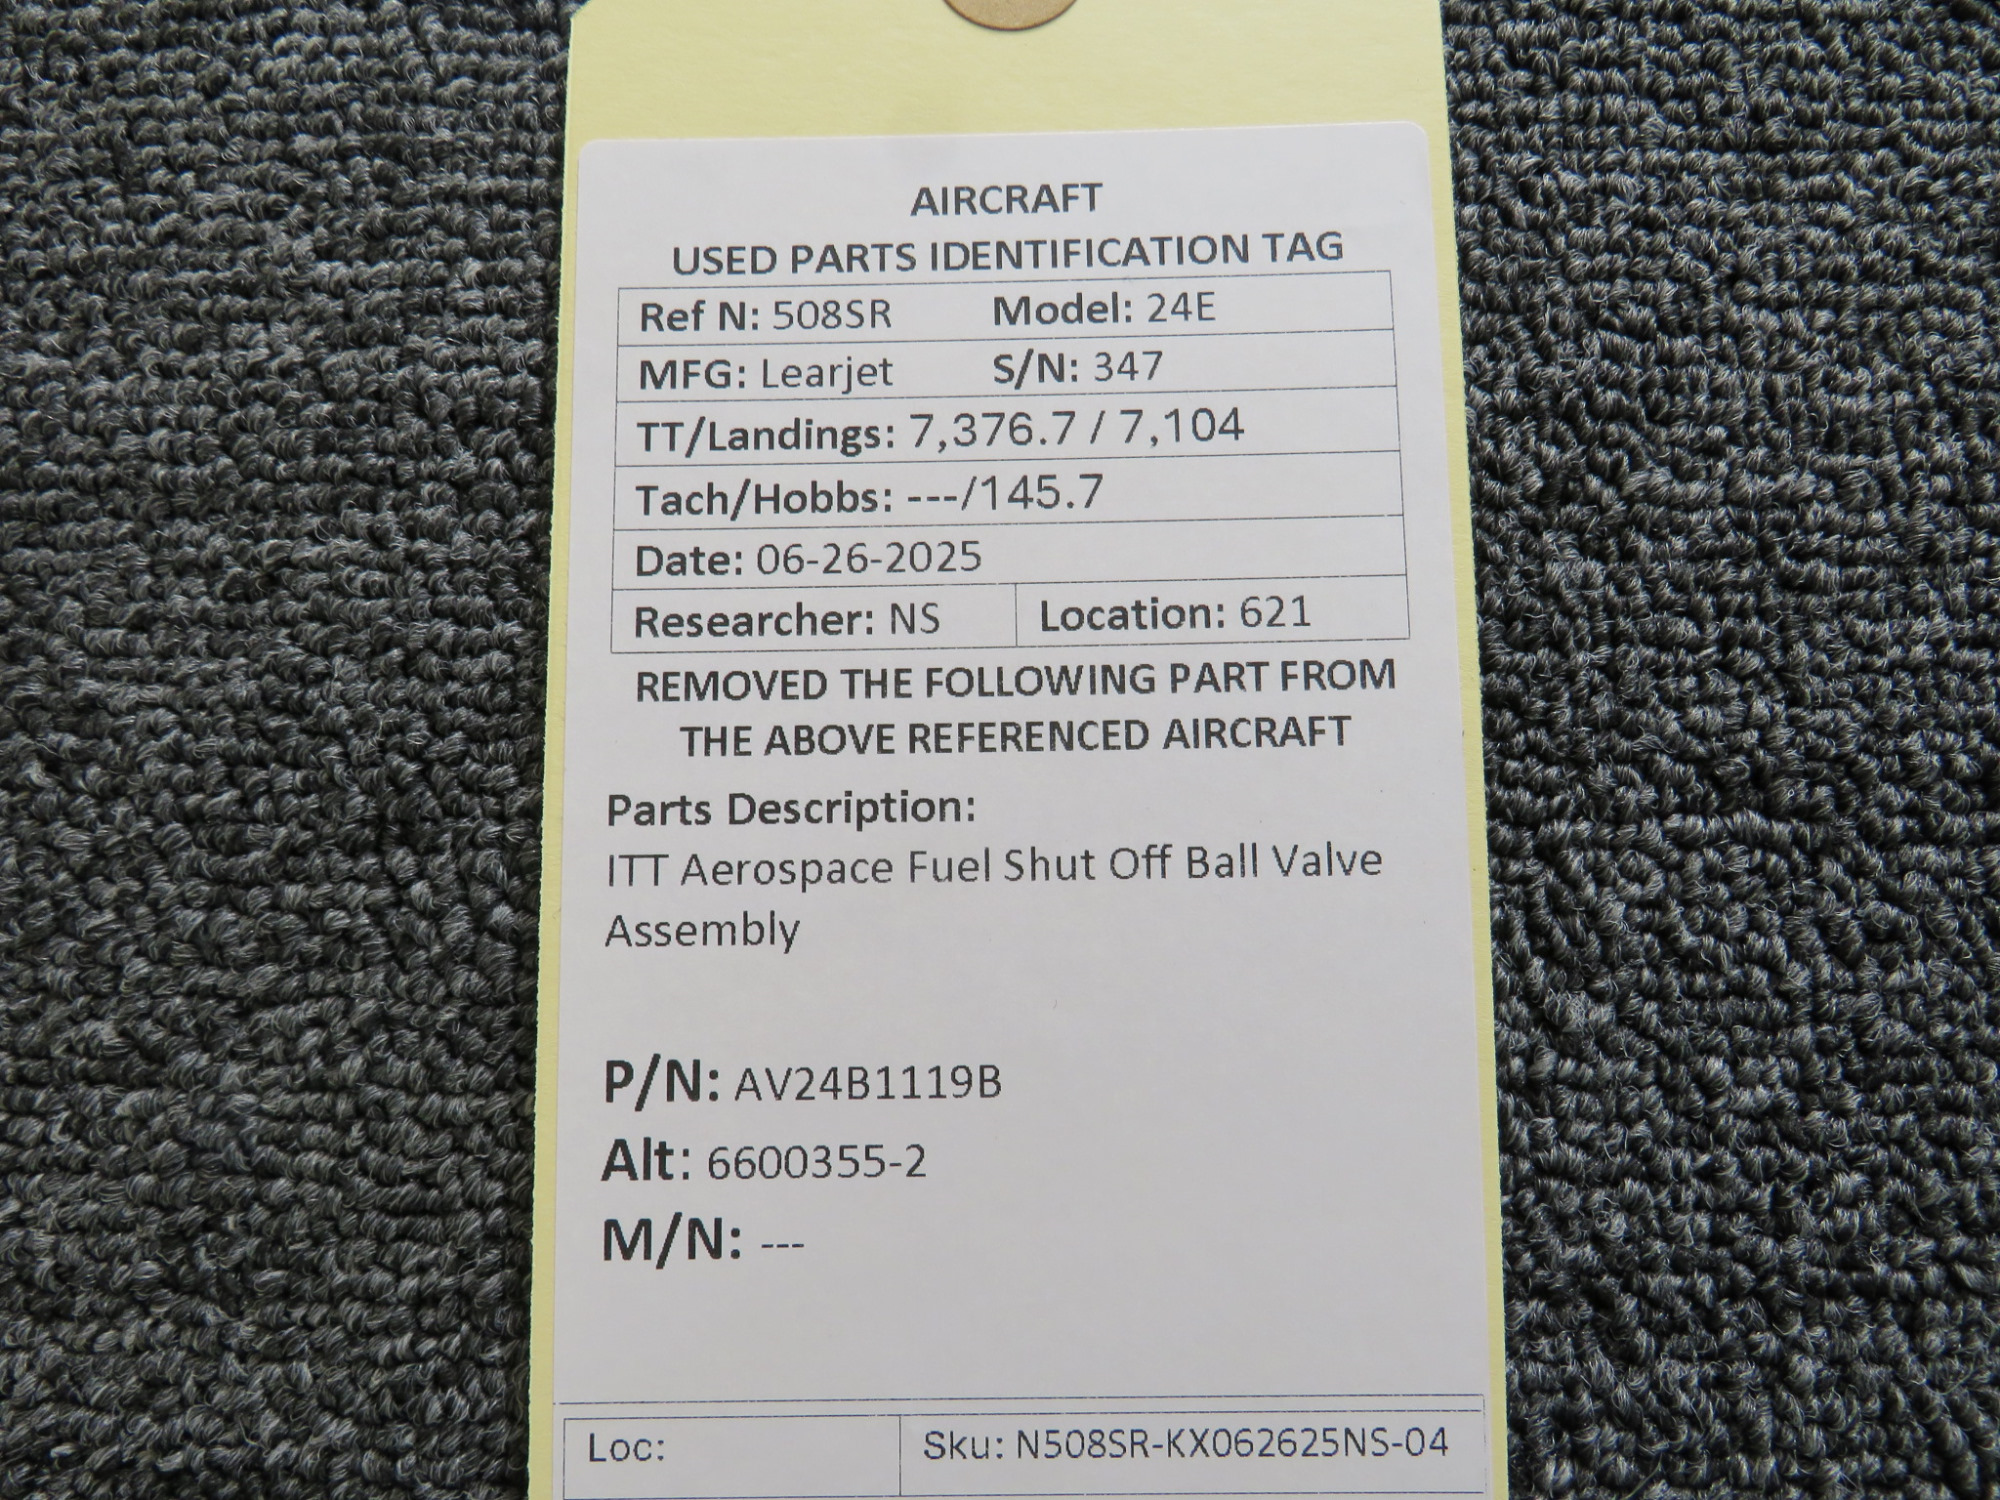 AIRCRAFT
USED PARTS IDENTIFICATION TAG
Ref N: 508SR Model: 24E
MFG: Learjet S/N: 347
TT/Landings: 7,376.7 / 7,104
Tach/Hobbs: ---/145.7
Date: 06-26-2025
Researcher: NS Location: 621
REMOVED THE FOLLOWING PART FROM
THE ABOVE REFERENCED AIRCRAFT
Parts Description:
ITT Aerospace Fuel Shut Off Ball Valve
Assembly
P/N: AV24B1119B
Alt: 6600355-2
M/N: ---
Loc: Sku: N508SR-KX062625NS-04